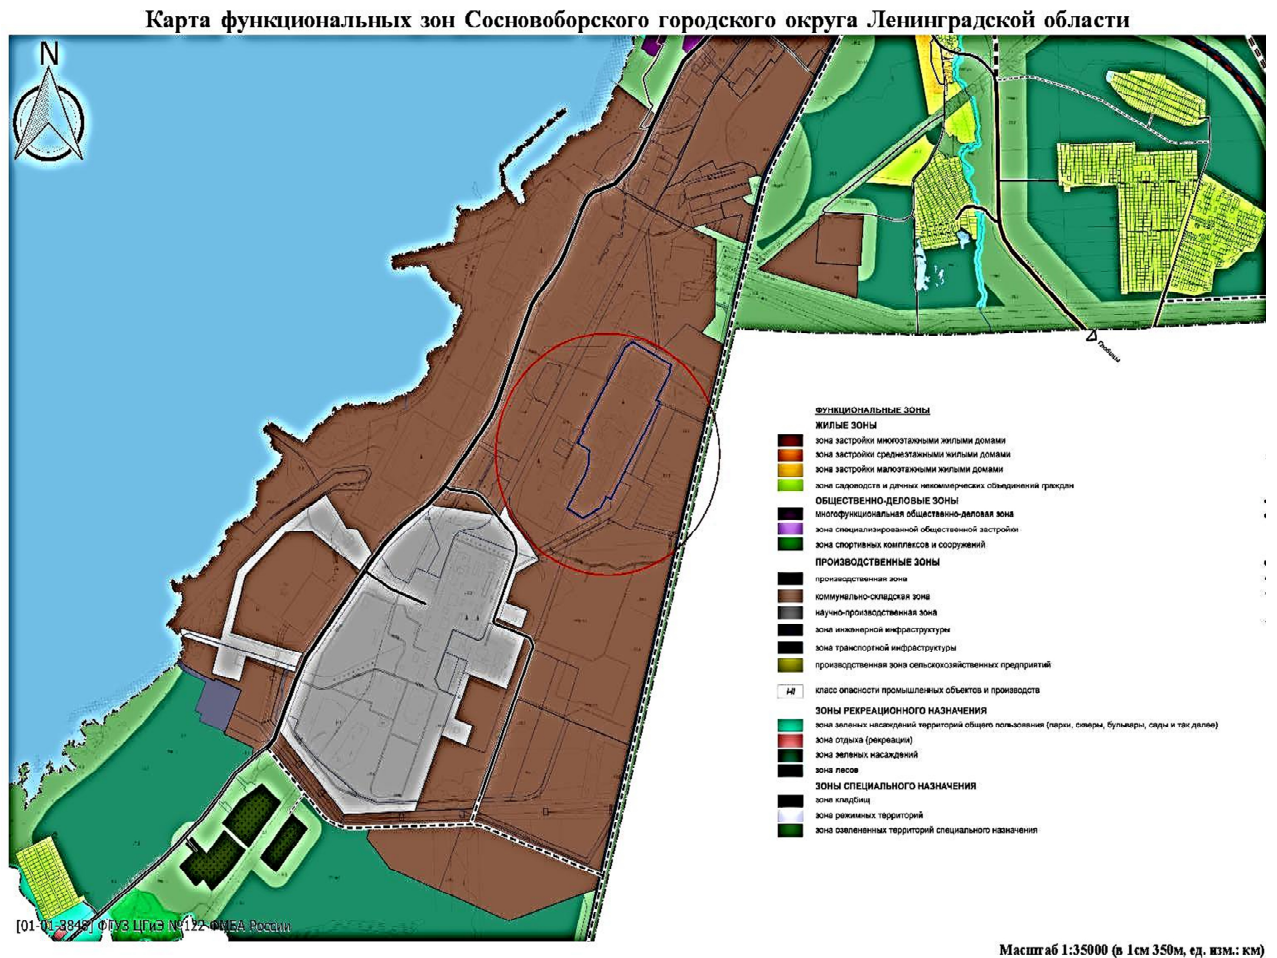 Карта функциональных зон Сосновоборского городского округа Ленинградской области
N
ФУНКЦИОНАЛЬНЫЕ ЗОНЫ
ЖИЛЫЕ ЗОНЫ
зона застройки многоэтажными жилыми домами
зона застройки среднеэтажными жилыми домами
зона застройки малоэтажными жилыми домами
зона садоводств и дачных некоммерческих объединений граждан
ОБЩЕСТВЕННО-ДЕЛОВЫЕ ЗОНЫ
многофункциональная общественно-деловая зона
зона специализированной общественной застройки
зона спортивных комплексов и сооружений
ПРОИЗВОДСТВЕННЫЕ ЗОНЫ
производственная зона
коммунально-складская зона
научно-производственная зона
зона инженерной инфраструктуры
зона транспортной инфраструктуры
производственная зона сельскохозяйственных предприятий
класс опасности промышленных объектов и производств
ЗОНЫ РЕКРЕАЦИОННОГО НАЗНАЧЕНИЯ
зона зеленых насаждений территорий общего пользования (парки, скверы, бульвары, сады и так далее)
зона отдыха (рекреации)
зона зеленых насаждений
зона лесов
ЗОНЫ СПЕЦИАЛЬНОГО НАЗНАЧЕНИЯ
зона кладбищ
зона режимных территорий
зона озелененных территорий специального назначения
[01-01-3848] ФГУЗ ЦГиЭ №122 ФМБА России
Масштаб 1:35000 (в 1см 350м, ед. изм.: км)